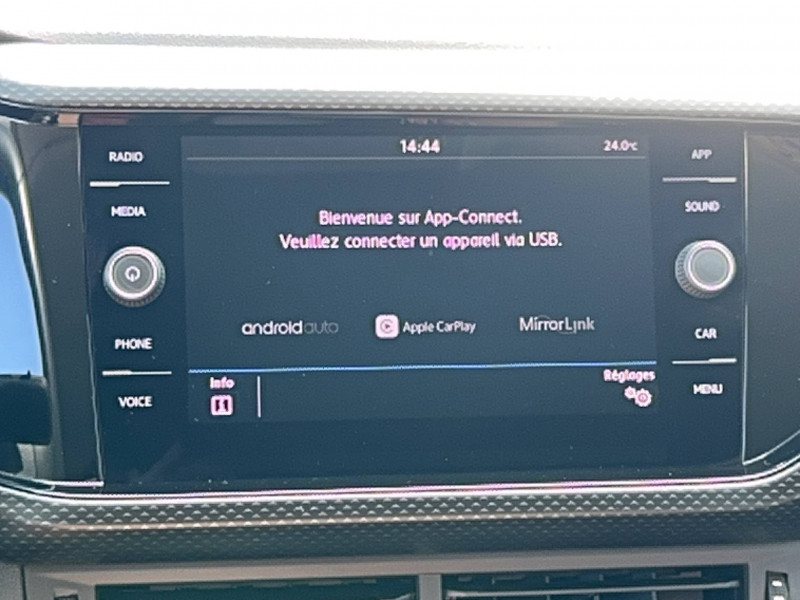 RADIO
MEDIA
PHONE
VOICE
14:44
24.0°C
Bienvenue sur App-Connect.
Veuillez connecter un appareil via USB.
androidauto
Apple CarPlay
MirrorLink
Info
Réglages
APP
SOUND
CAR
MENU